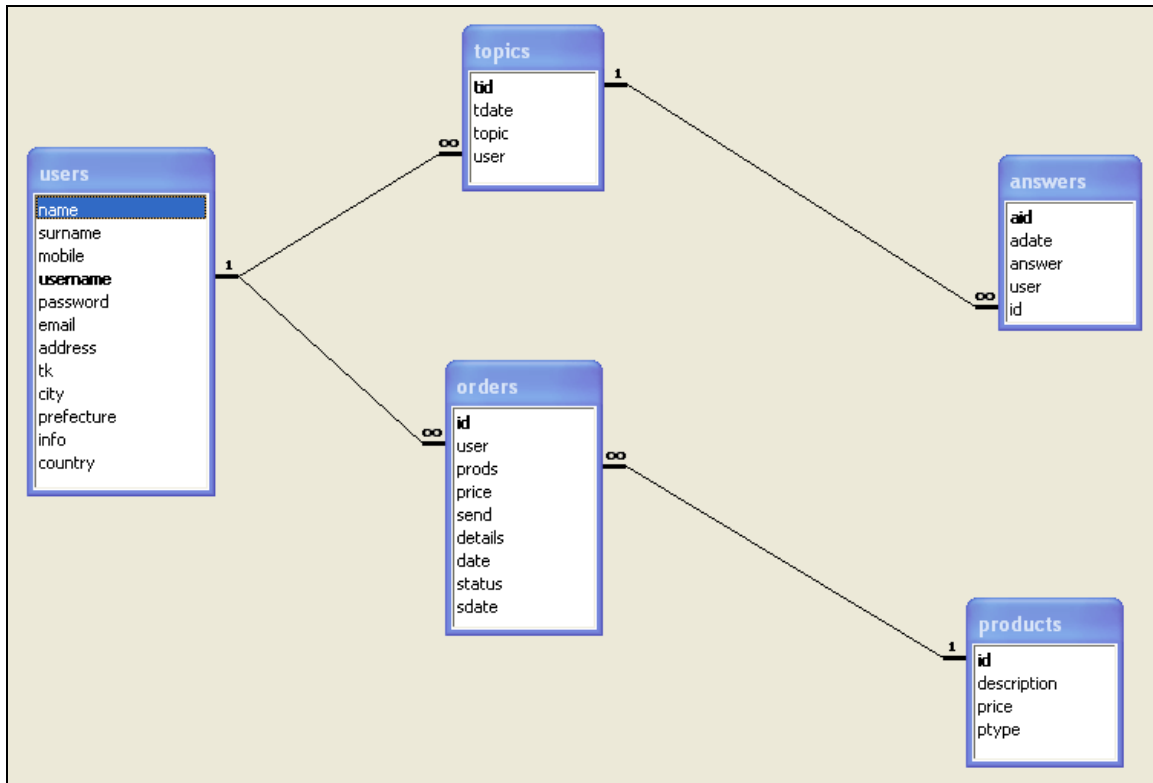 users
name
surname
mobile
username
password
email
address
tk
city
prefecture
info
country
1
topics
tid
tdate
topic
user
∞
1
orders
id
user
prods
price
send
details
date
status
sdate
∞
∞
answers
aid
adate
answer
user
id
∞
products
id
description
price
ptype
1